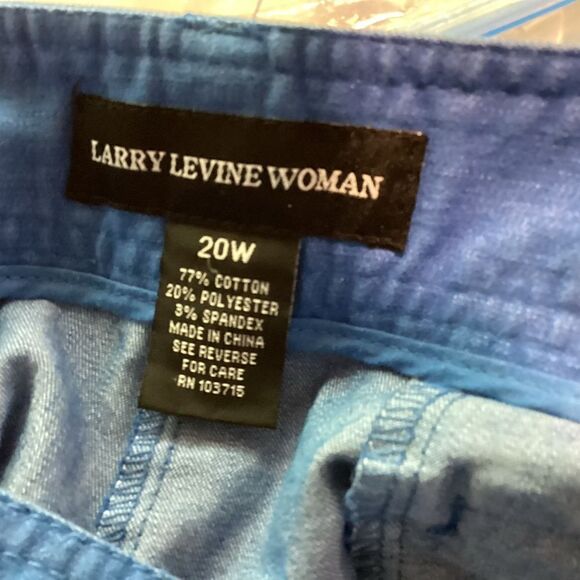 LARRY LEVINE WOMAN
20W
77% COTTON
20% POLYESTER
3% SPANDEX
MADE IN CHINA
SEE REVERSE
FOR CARE
RN 103715